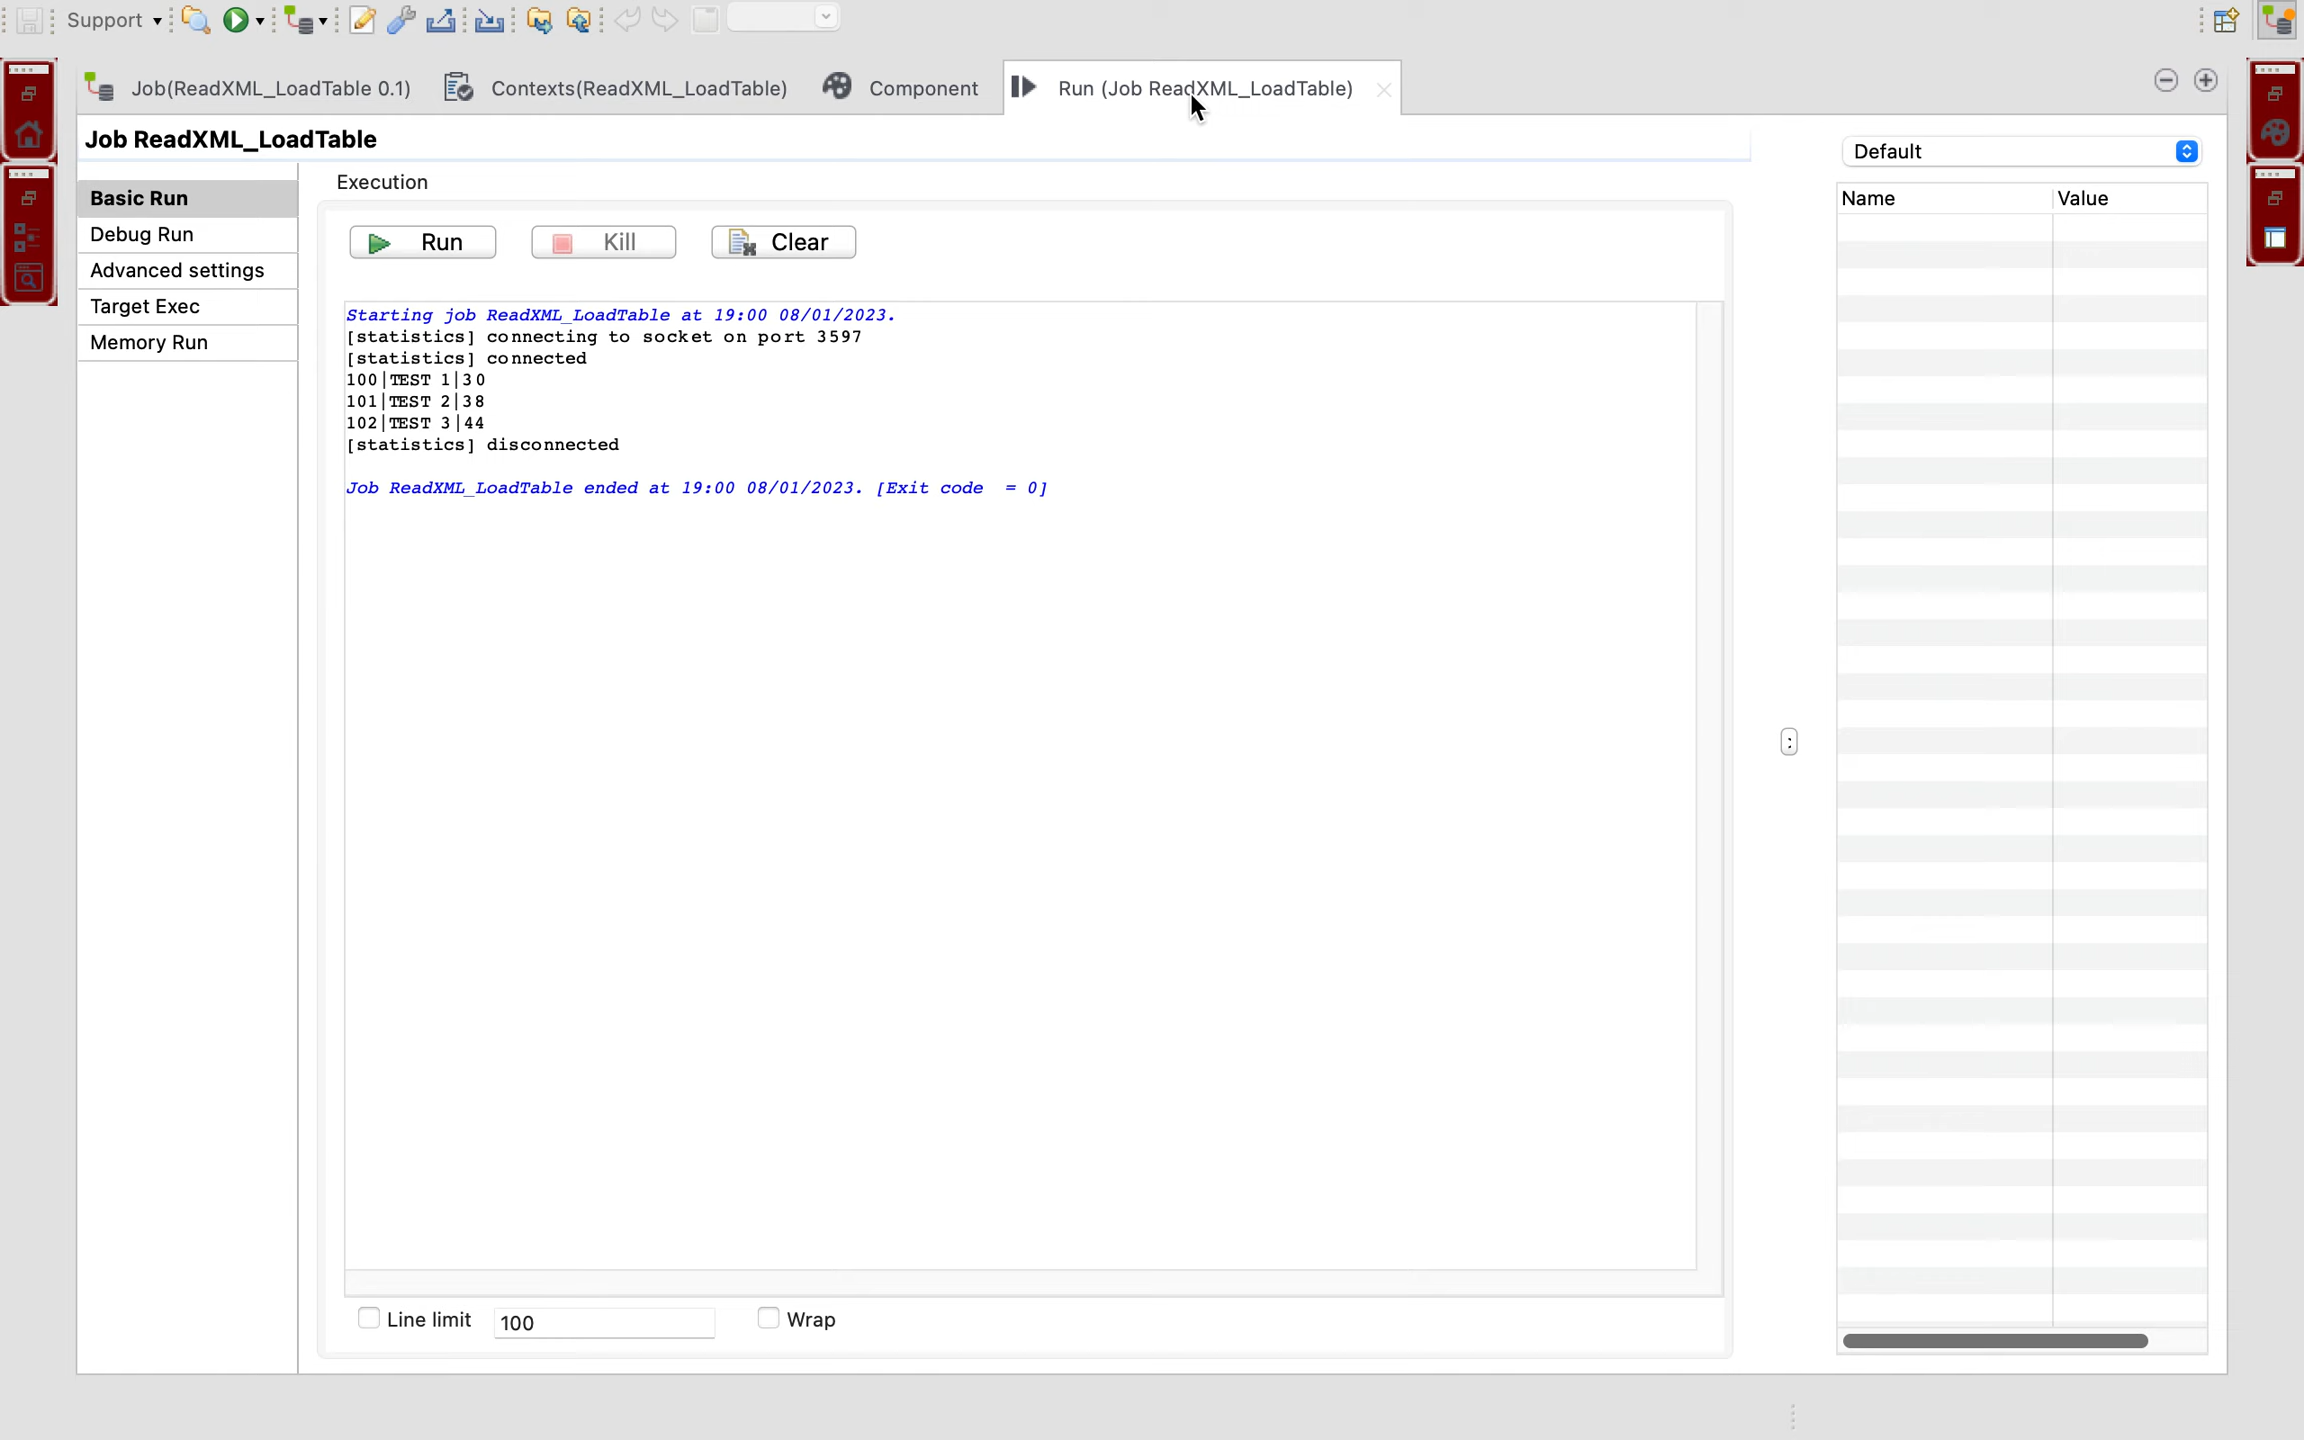 Support
Job(ReadXML_LoadTable 0.1)
Contexts(ReadXML_LoadTable)
Component
Run (Job ReadXML_LoadTable)
Job ReadXML_LoadTable
Default
Basic Run
Debug Run
Advanced settings
Target Exec
Memory Run
Execution
Run
Kill
Clear
Name
Value
Starting job ReadXML_LoadTable at 19:00 08/01/2023.
[statistics] connecting to socket on port 3597
[statistics] connected
100|TEST 1|30
101|TEST 2|38
102|TEST 3|44
[statistics] disconnected
Job ReadXML_LoadTable ended at 19:00 08/01/2023. [Exit code  = 0]
:
Line limit
100
Wrap